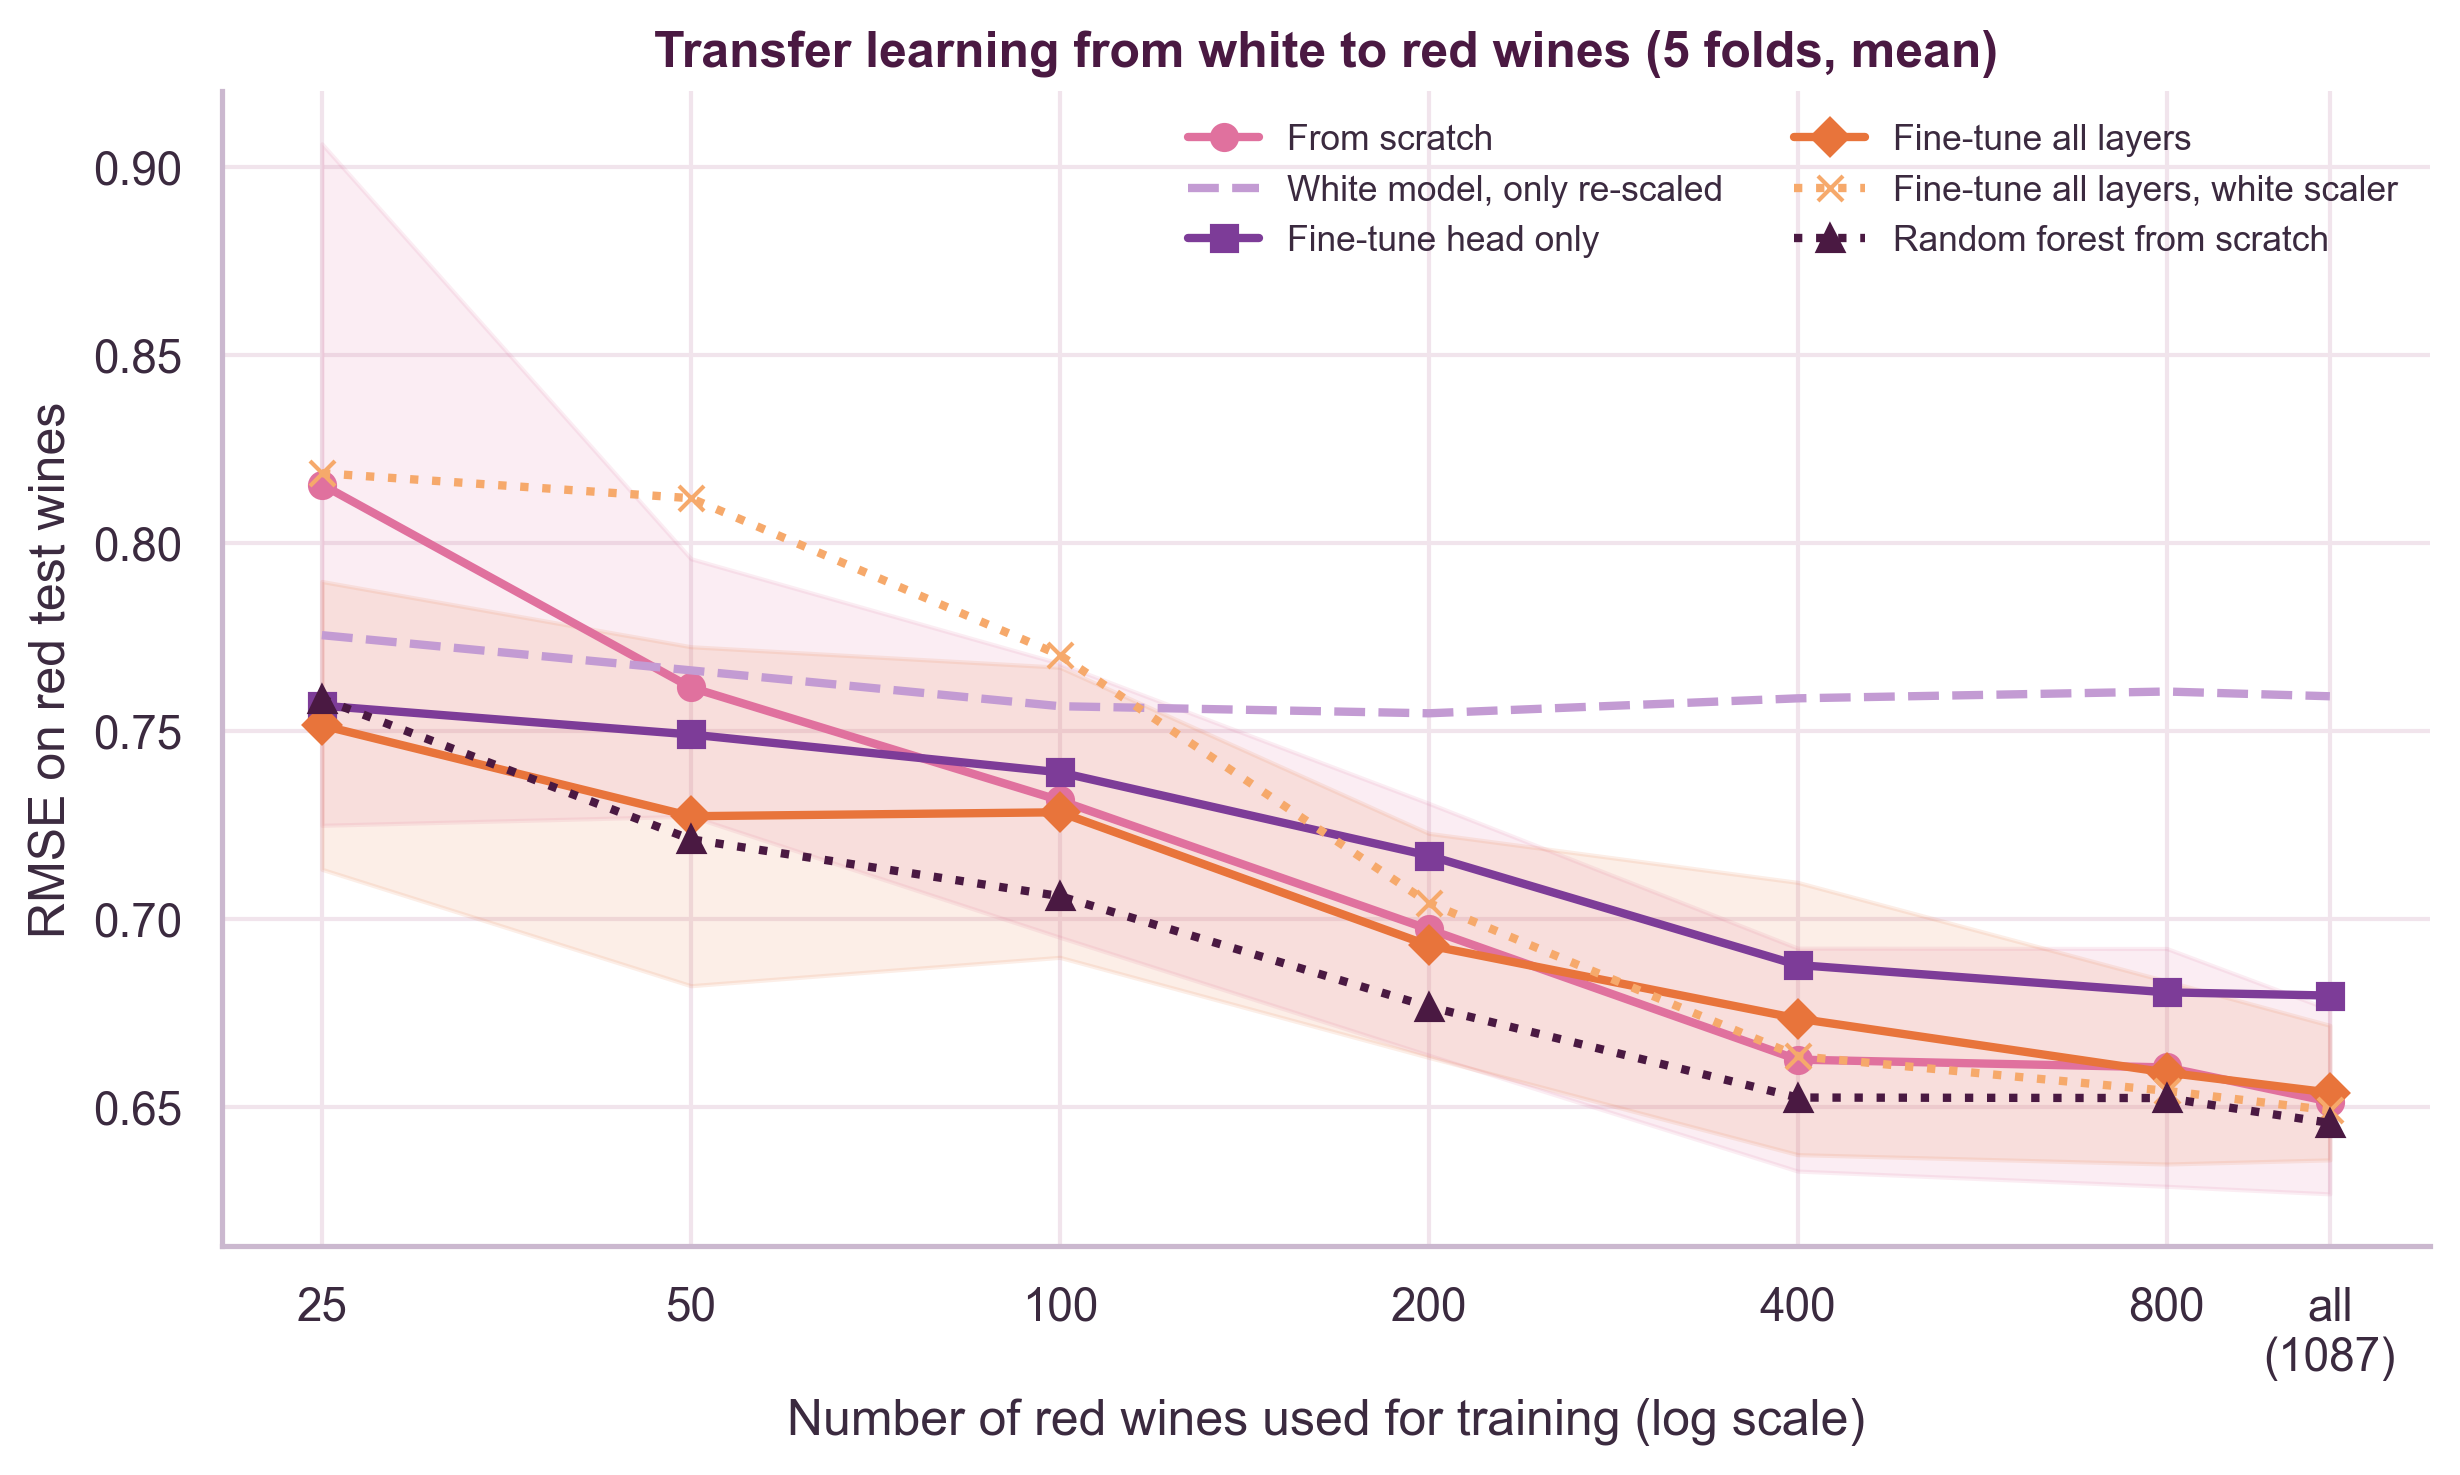 Transfer learning from white to red wines (5 folds, mean)
From scratch
White model, only re-scaled
Fine-tune head only
Fine-tune all layers
Fine-tune all layers, white scaler
Random forest from scratch
RMSE on red test wines
0.90
0.85
0.80
0.75
0.70
0.65
25
50
100
200
400
800
all
(1087)
Number of red wines used for training (log scale)